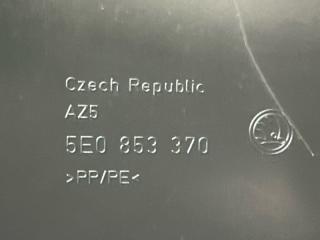 Czech Republic
AZ5
5E0 853 370
>PP/PE<